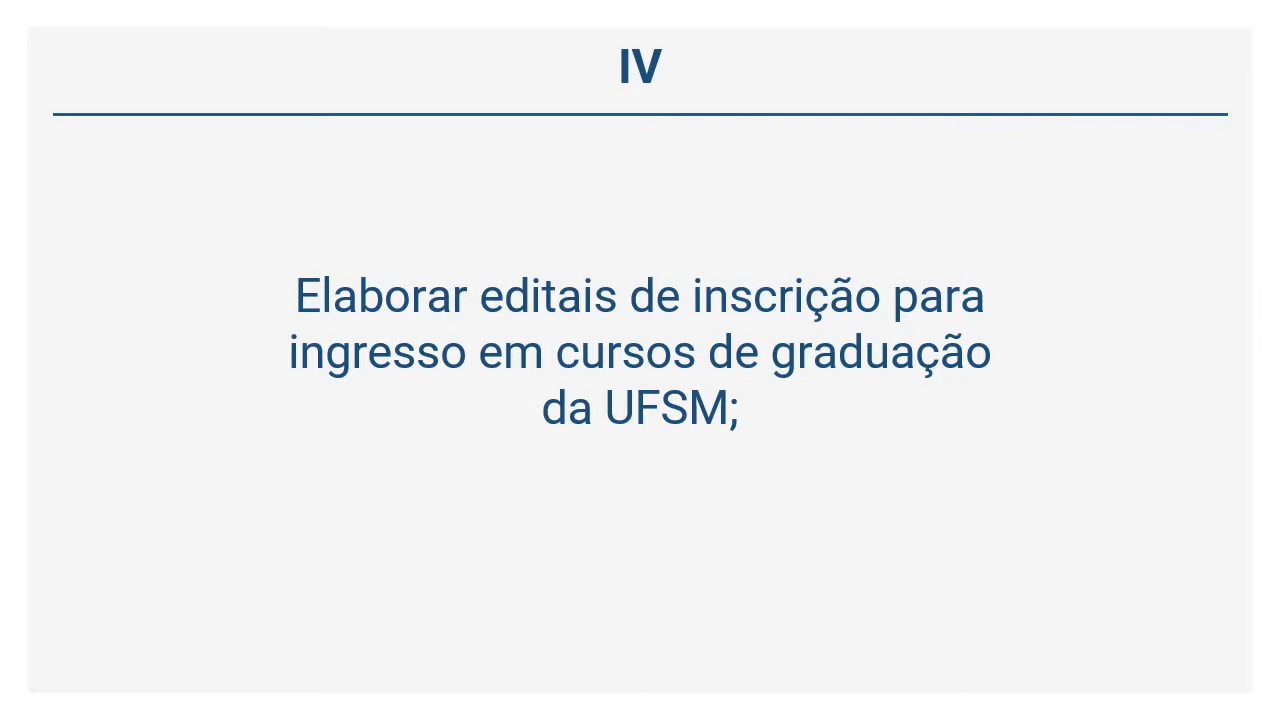 IV
Elaborar editais de inscrição para
ingresso em cursos de graduação
da UFSM;